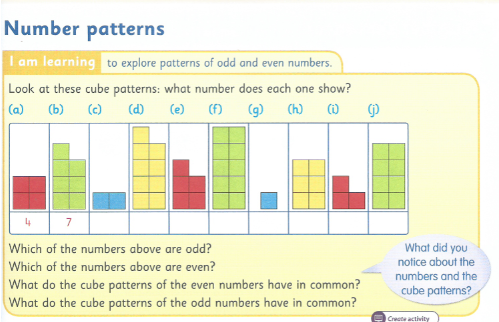 Number patterns
I am learning to explore patterns of odd and even numbers.
Look at these cube patterns: what number does each one show?
(a) (b) (c) (d) (e) (f) (g) (h) (i) (j)
4 7
Which of the numbers above are odd?
Which of the numbers above are even?
What do the cube patterns of the even numbers have in common?
What do the cube patterns of the odd numbers have in common?
What did you
notice about the
numbers and the
cube patterns?
Create activity